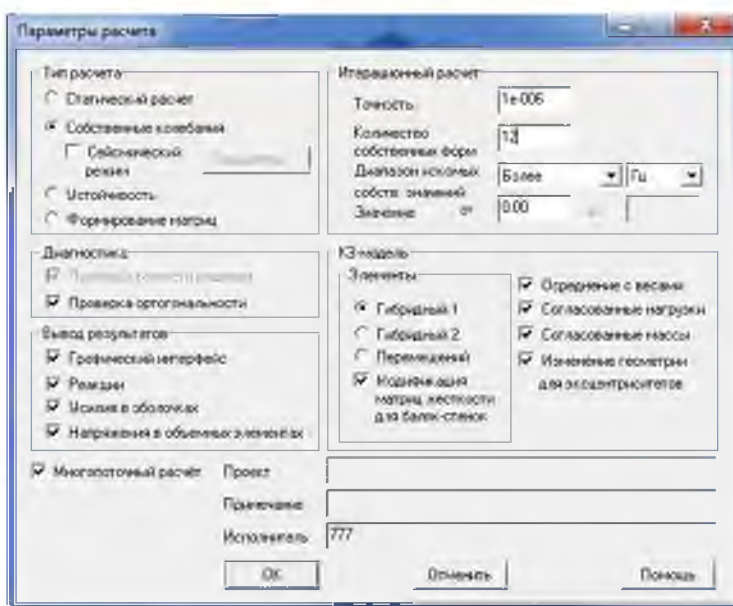 Параметры расчета
Тип расчета
Статический расчет
Собственные колебания
Сейсмический
режим
Устойчивость
Формирование матриц
Итерационный расчет
Точность
1e-006
Количество
собственных форм
12
Диапазон искомых
собств. значений
Более
Гц
Значение от
0.00
Диагностика
Проверка ортогональности
Вывод результатов
Графический интерфейс
Реакции
Усилия в оболочках
Напряжения в объемных элементах
КЭ-модель
Элементы
Гибридный 1
Гибридный 2
Перемещений
Модификация
матриц жесткости
для балок-стенок
Осреднение с весами
Согласованные нагрузки
Согласованные массы
Изменение геометрии
для эксцентриситетов
Многопоточный расчёт
Проект
Примечание
Исполнитель
777
OK
Отменить
Помощь